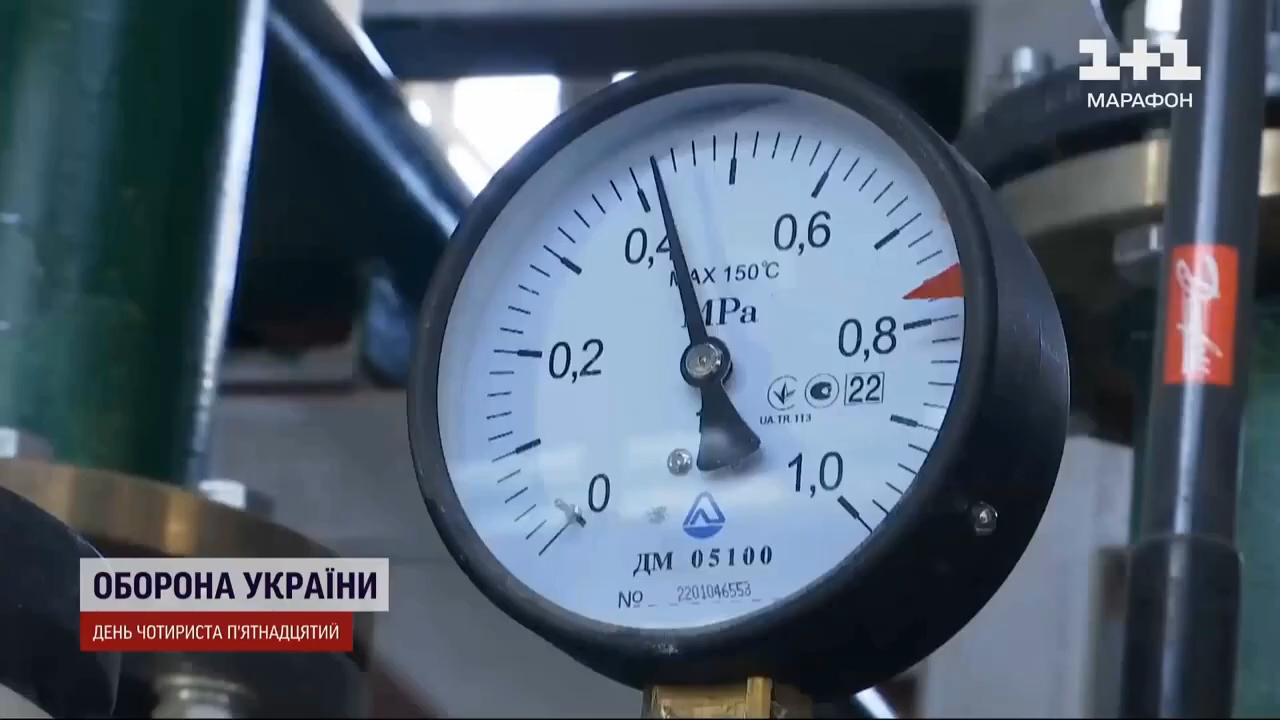 1+1
МАРАФОН
0,4
0,6
MAX 150°C
MPa
0,2
0,8
22
UA.TR.113
0
1,0
ДМ 05100
№ 2201046553
ОБОРОНА УКРАЇНИ
ДЕНЬ ЧОТИРИСТА П'ЯТНАДЦЯТИЙ